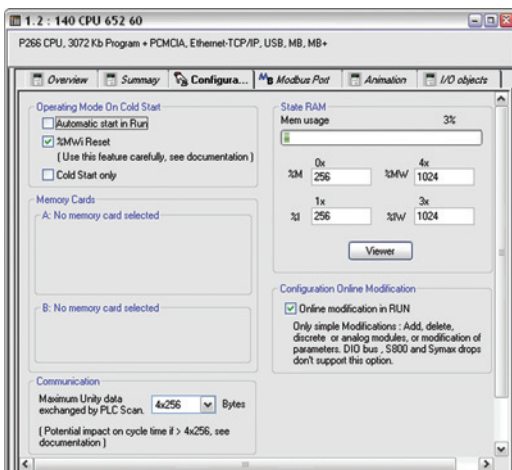 1.2 : 140 CPU 652 60
P266 CPU, 3072 Kb Program + PCMCIA, Ethernet-TCP/IP, USB, MB, MB+
Overview Summary Configura... MB Modbus Port Animation I/O objects
Operating Mode On Cold Start
Automatic start in Run
%MWi Reset
( Use this feature carefully, see documentation )
Cold Start only
Memory Cards
A: No memory card selected
B: No memory card selected
Communication
Maximum Unity data
exchanged by PLC Scan. 4x256 Bytes
( Potential impact on cycle time if > 4x256, see
documentation )
State RAM
Mem usage 3%
0x 4x
%M 256 %MW 1024
1x 3x
%I 256 %IW 1024
Viewer
Configuration Online Modification
Online modification in RUN
Only simple Modifications : Add, delete,
discrete or analog modules, or modification of
parameters. DIO bus , S800 and Symax drops
don't support this option.